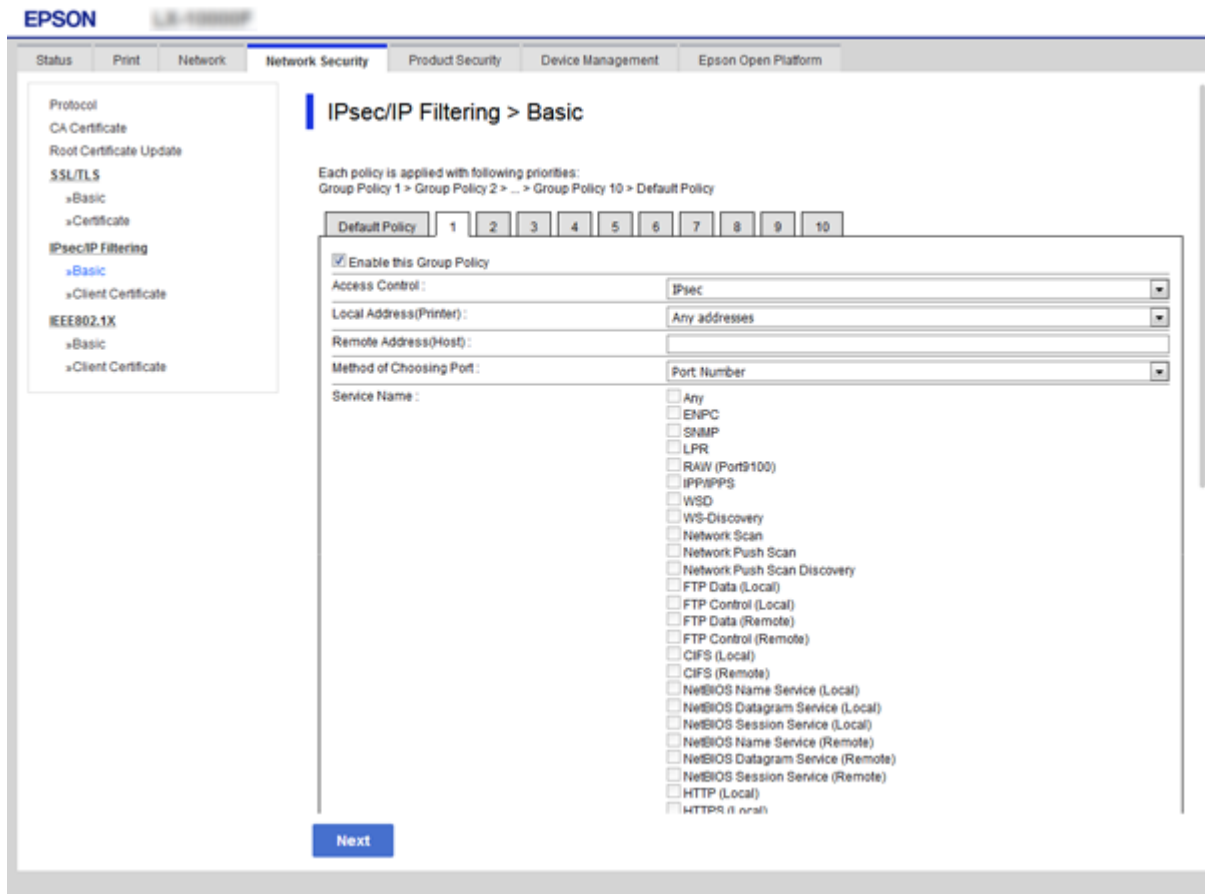 EPSON
Status Print Network Network Security Product Security Device Management Epson Open Platform
Protocol
CA Certificate
Root Certificate Update
SSL/TLS
»Basic
»Certificate
IPsec/IP Filtering
»Basic
»Client Certificate
IEEE802.1X
»Basic
»Client Certificate
IPsec/IP Filtering > Basic
Each policy is applied with following priorities:
Group Policy 1 > Group Policy 2 > ... > Group Policy 10 > Default Policy
Default Policy 1 2 3 4 5 6 7 8 9 10
Enable this Group Policy
Access Control : IPsec
Local Address(Printer) : Any addresses
Remote Address(Host) :
Method of Choosing Port : Port Number
Service Name : Any
ENPC
SNMP
LPR
RAW (Port9100)
IPP/IPPS
WSD
WS-Discovery
Network Scan
Network Push Scan
Network Push Scan Discovery
FTP Data (Local)
FTP Control (Local)
FTP Data (Remote)
FTP Control (Remote)
CIFS (Local)
CIFS (Remote)
NetBIOS Name Service (Local)
NetBIOS Datagram Service (Local)
NetBIOS Session Service (Local)
NetBIOS Name Service (Remote)
NetBIOS Datagram Service (Remote)
NetBIOS Session Service (Remote)
HTTP (Local)
HTTPS (Local)
Next